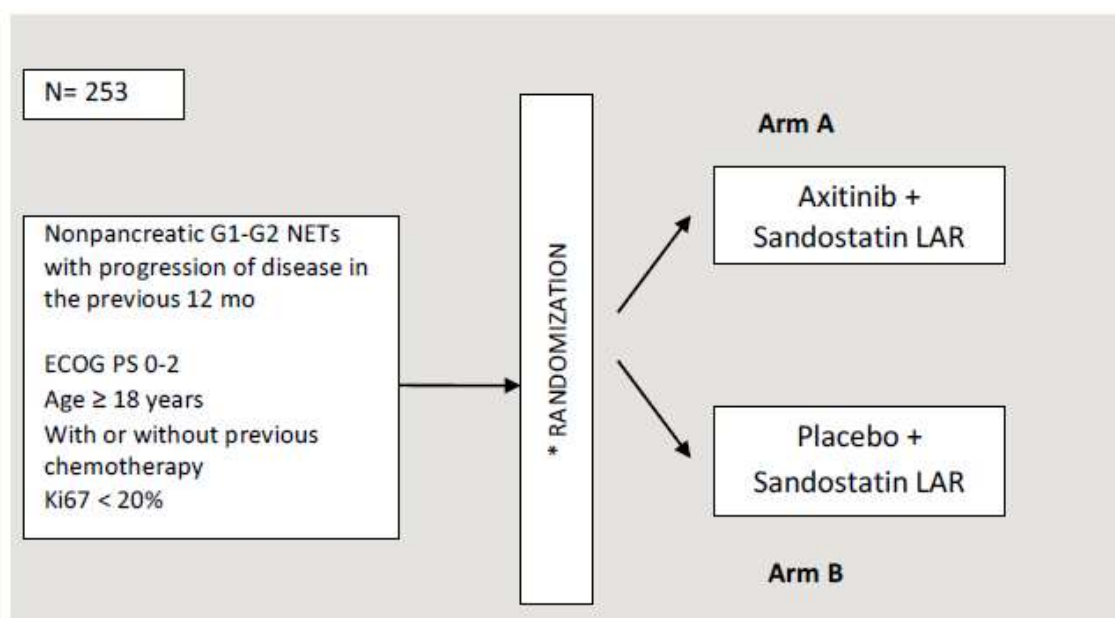 N= 253
Nonpancreatic G1-G2 NETs
with progression of disease in
the previous 12 mo
ECOG PS 0-2
Age ≥ 18 years
With or without previous
chemotherapy
Ki67 < 20%
* RANDOMIZATION
Arm A
Axitinib +
Sandostatin LAR
Placebo +
Sandostatin LAR
Arm B